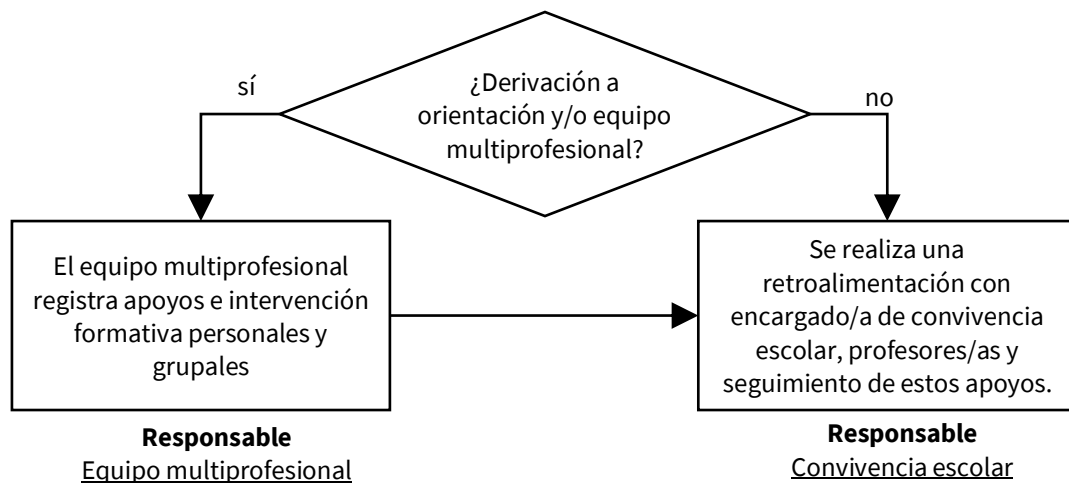 ¿Derivación a
orientación y/o equipo
multiprofesional?
sí
no
El equipo multiprofesional
registra apoyos e intervención
formativa personales y
grupales
Responsable
Equipo multiprofesional
Se realiza una
retroalimentación con
encargado/a de convivencia
escolar, profesores/as y
seguimiento de estos apoyos.
Responsable
Convivencia escolar